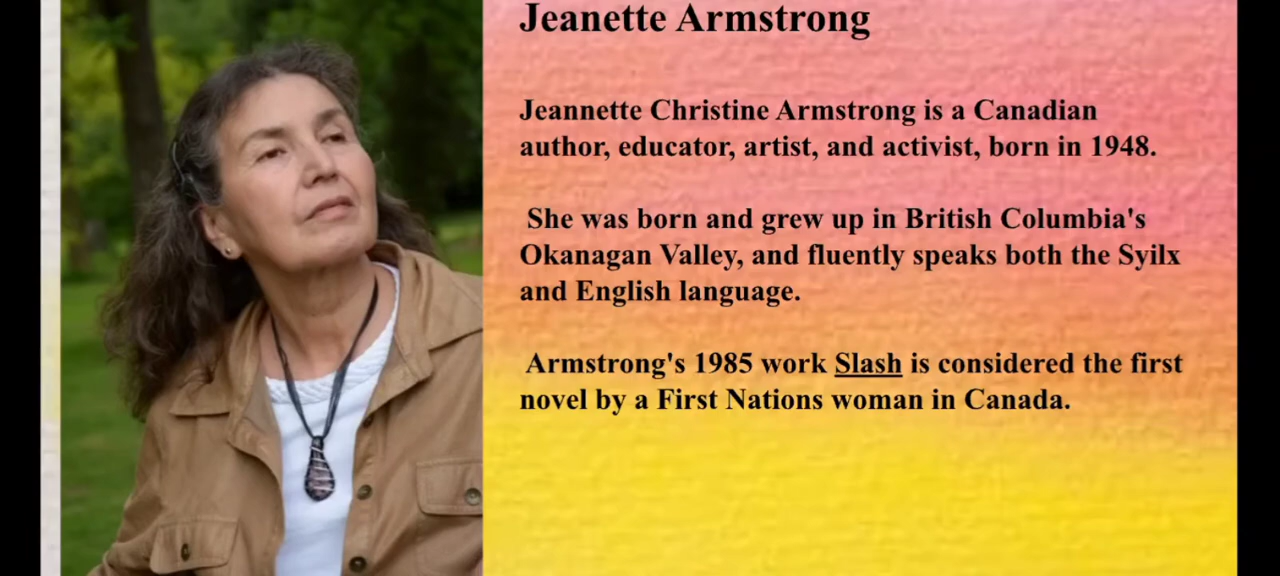 Jeanette Armstrong
Jeannette Christine Armstrong is a Canadian
author, educator, artist, and activist, born in 1948.
She was born and grew up in British Columbia's
Okanagan Valley, and fluently speaks both the Syilx
and English language.
Armstrong's 1985 work Slash is considered the first
novel by a First Nations woman in Canada.